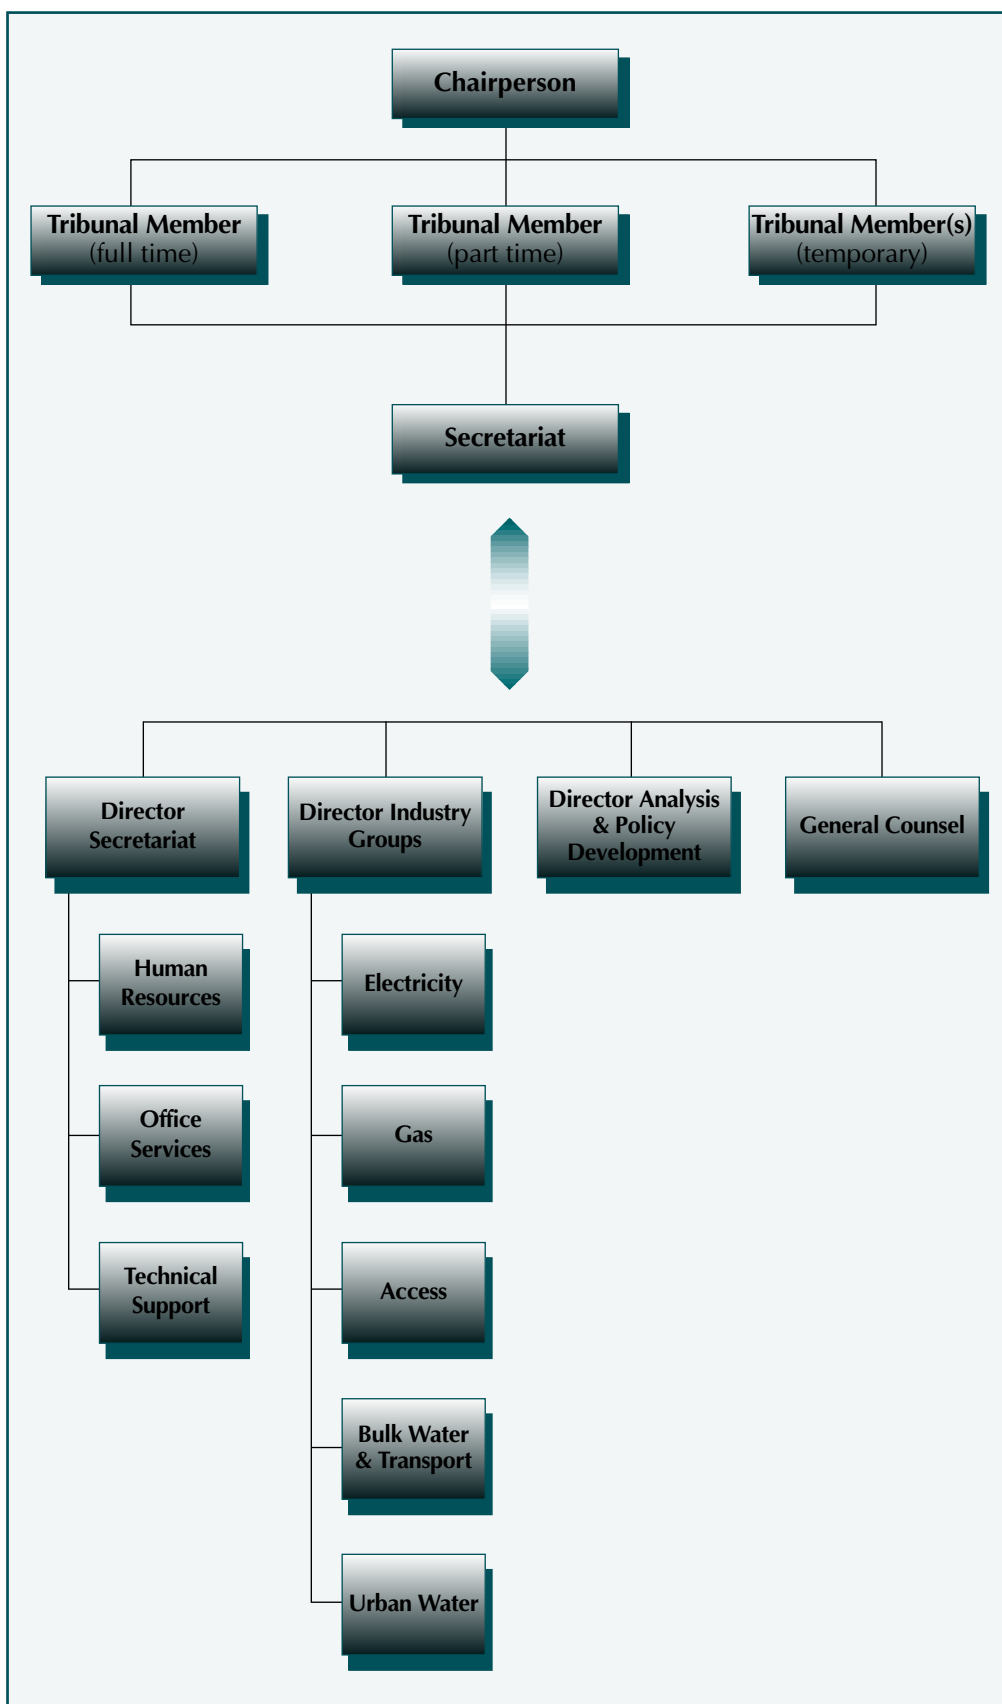 Chairperson
Tribunal Member
(full time)
Tribunal Member
(part time)
Tribunal Member(s)
(temporary)
Secretariat
Director
Secretariat
Director Industry
Groups
Director Analysis
& Policy
Development
General Counsel
Human
Resources
Office
Services
Technical
Support
Electricity
Gas
Access
Bulk Water
& Transport
Urban Water